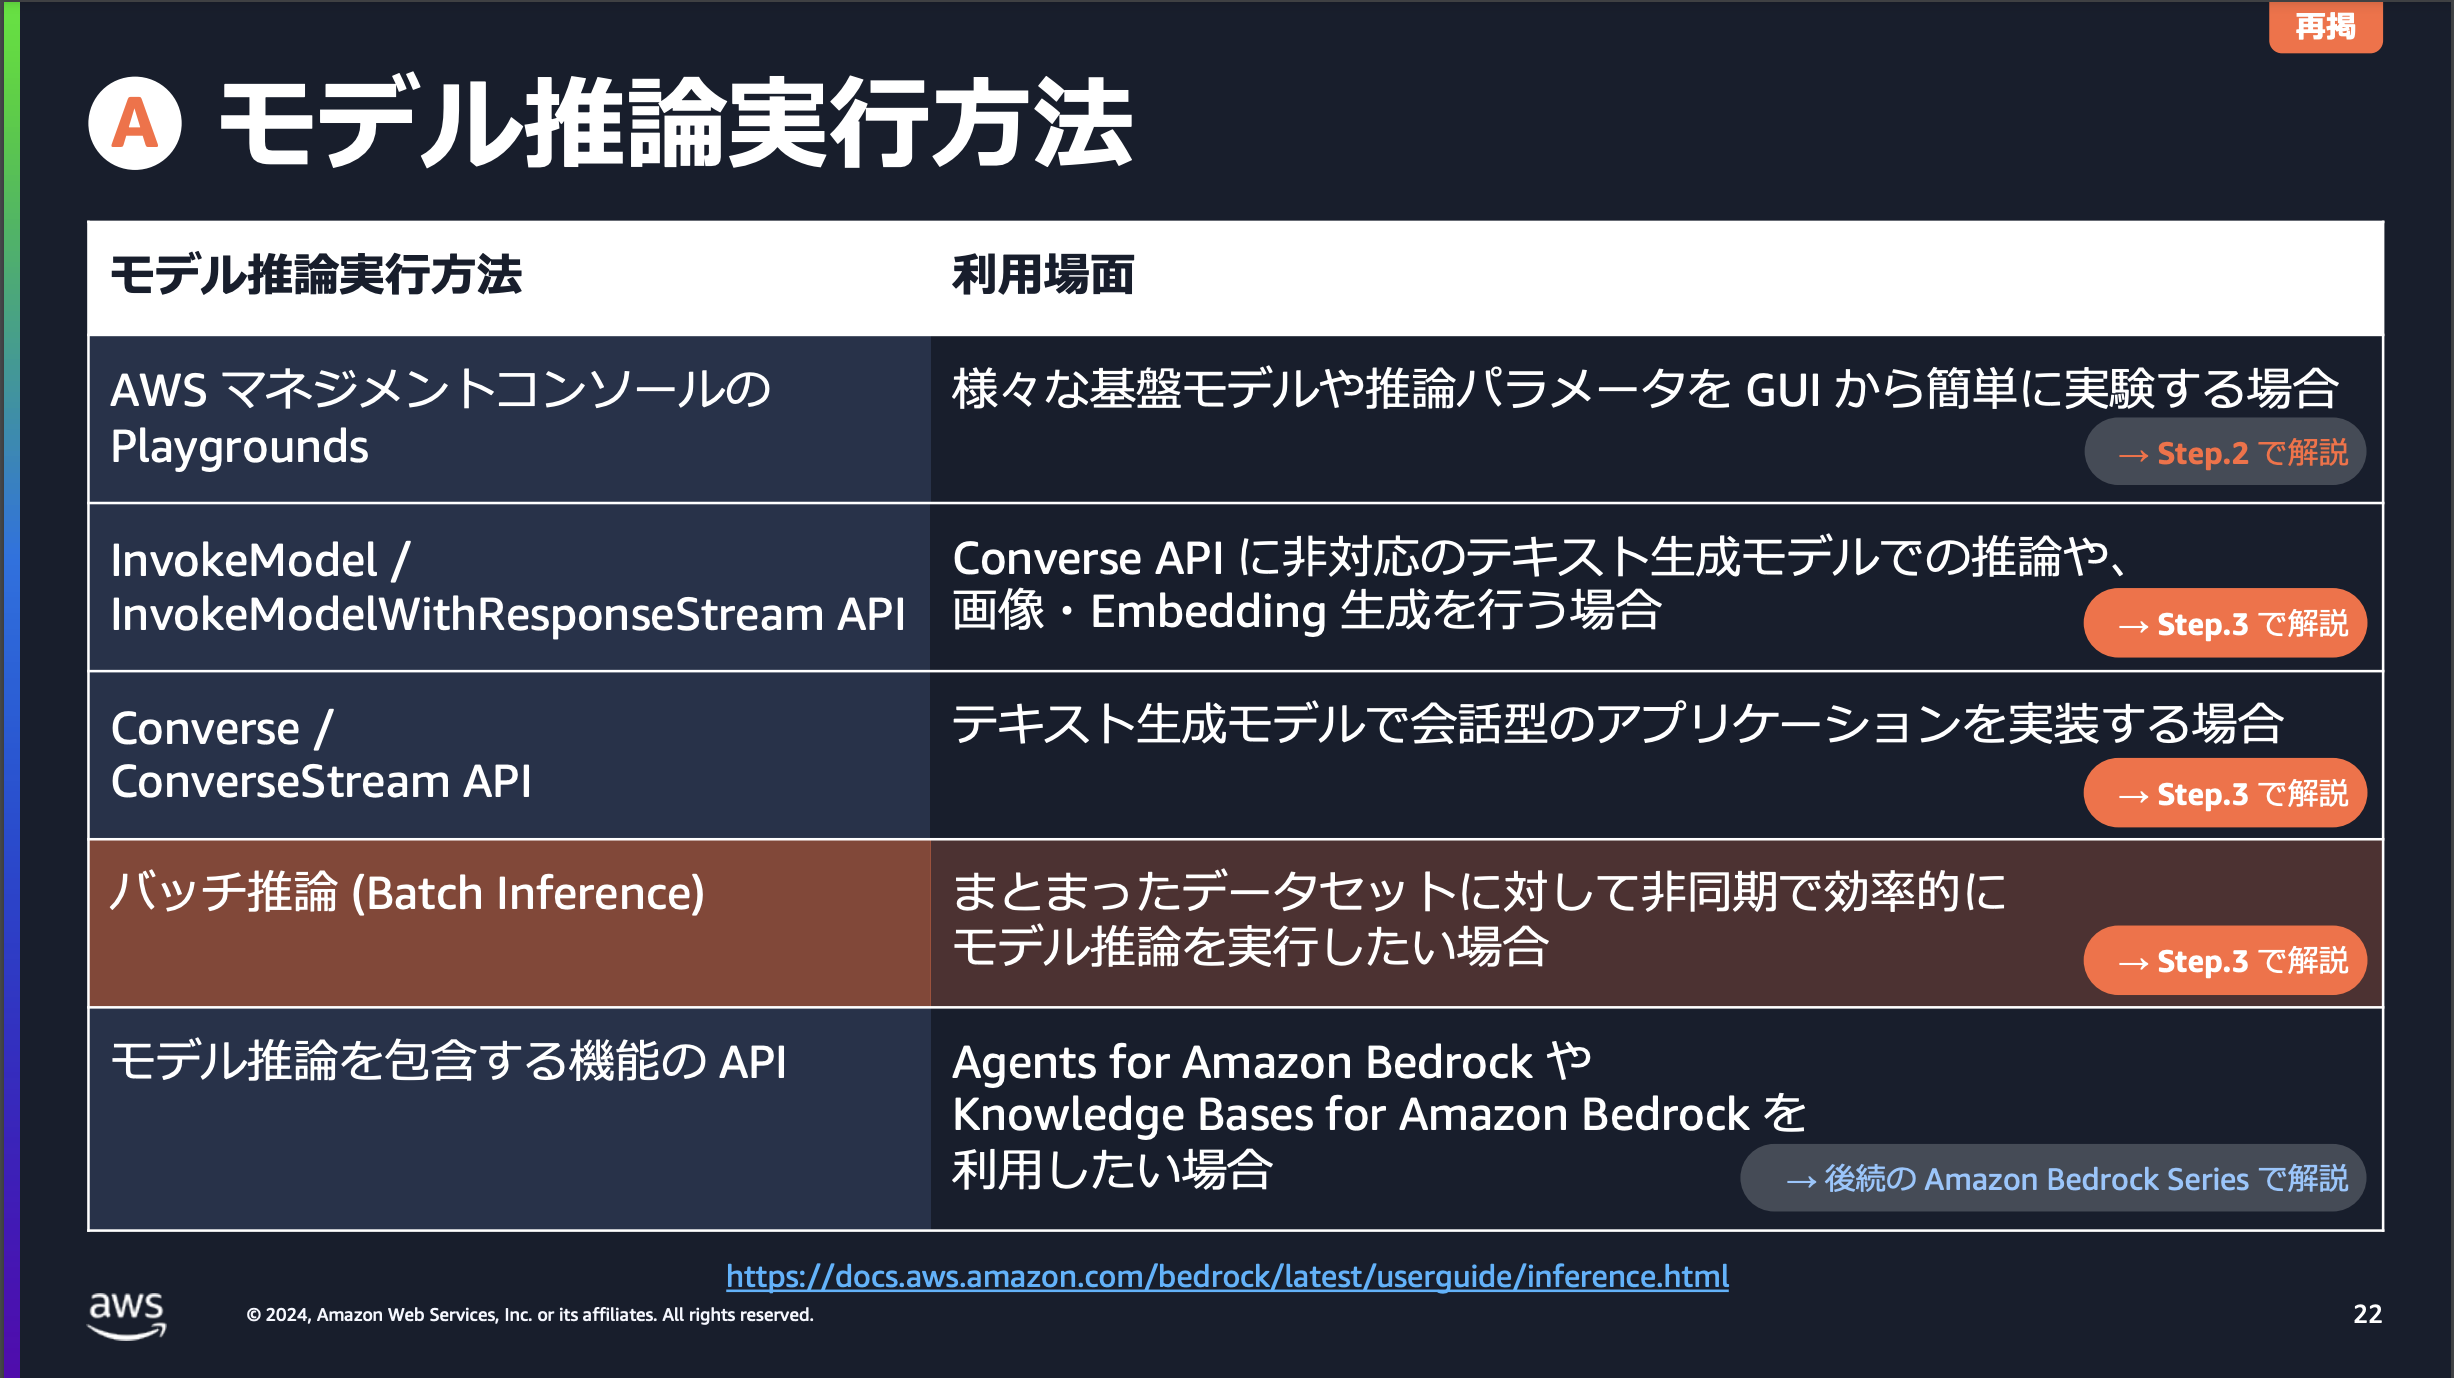 再掲
A モデル推論実行方法
モデル推論実行方法
利用場面
AWS マネジメントコンソールの
Playgrounds
様々な基盤モデルや推論パラメータを GUI から簡単に実験する場合
→ Step.2 で解説
InvokeModel /
InvokeModelWithResponseStream API
Converse API に非対応のテキスト生成モデルでの推論や、
画像・Embedding 生成を行う場合
→ Step.3 で解説
Converse /
ConverseStream API
テキスト生成モデルで会話型のアプリケーションを実装する場合
→ Step.3 で解説
バッチ推論 (Batch Inference)
まとまったデータセットに対して非同期で効率的に
モデル推論を実行したい場合
→ Step.3 で解説
モデル推論を包含する機能の API
Agents for Amazon Bedrock や
Knowledge Bases for Amazon Bedrock を
利用したい場合
→ 後続の Amazon Bedrock Series で解説
https://docs.aws.amazon.com/bedrock/latest/userguide/inference.html
aws
© 2024, Amazon Web Services, Inc. or its affiliates. All rights reserved.
22